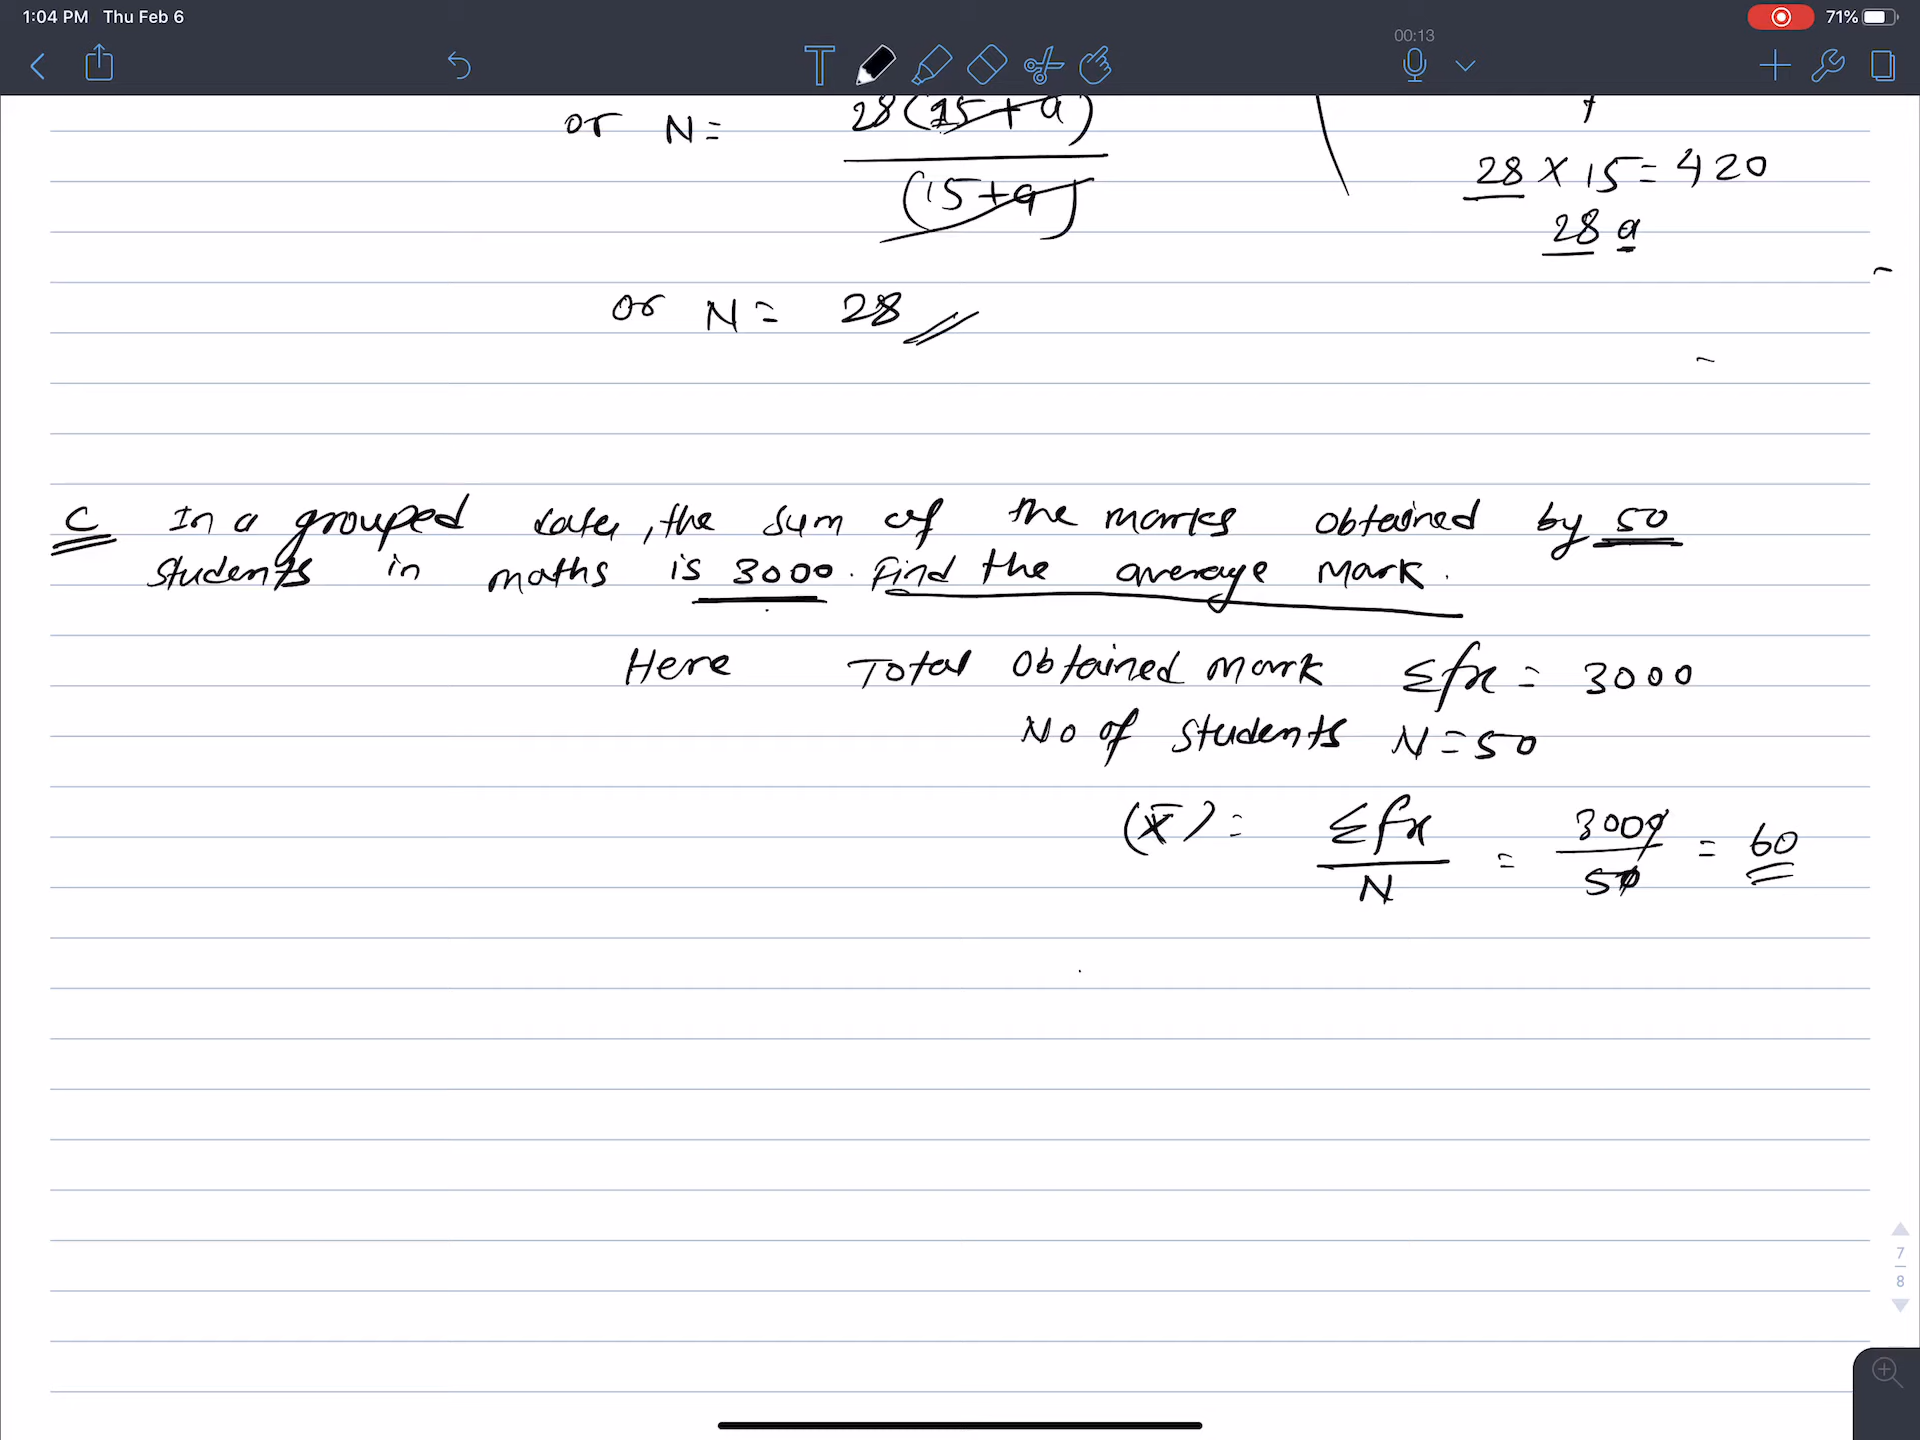 1:04 PM Thu Feb 6
71%
00:13
or N= 28(15+a)
(15+a)
28 × 15 = 420
28 a
or N = 28
C In a grouped data, the sum of the marks obtained by 50
students in maths is 3000. Find the average mark.
Here Total obtained mark Σfx = 3000
No of students N = 50
(x̄) = Σfx / N = 3000 / 50 = 60
7
8